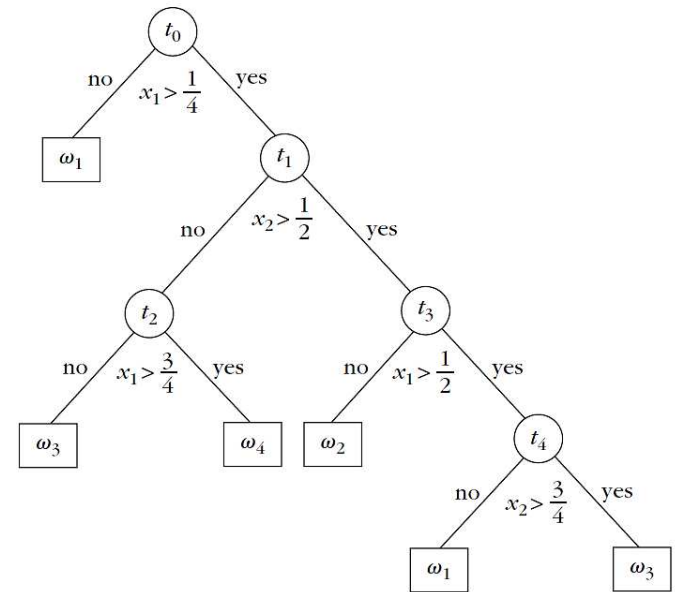 t₀
no
yes
x₁ > 1/4
ω₁
t₁
no
yes
x₂ > 1/2
t₂
t₃
no
x₁ > 3/4
yes
no
x₁ > 1/2
yes
ω₃
ω₄
ω₂
t₄
no
x₂ > 3/4
yes
ω₁
ω₃